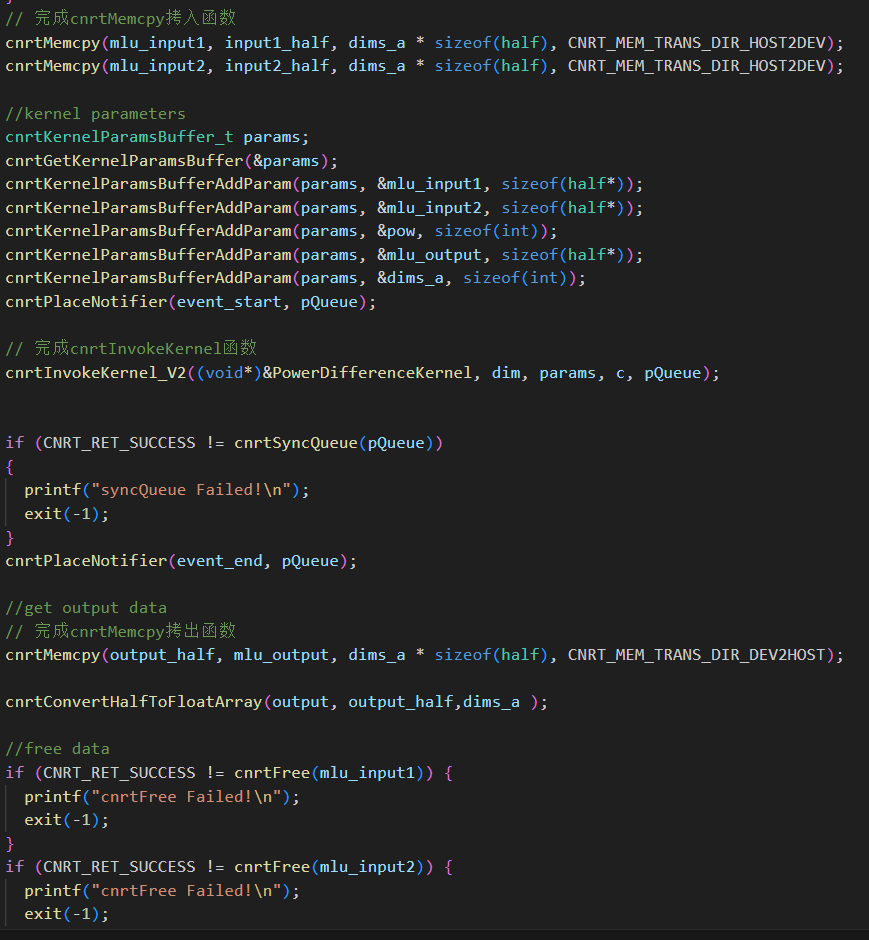 }
// 完成cnrtMemcpy拷入函数
cnrtMemcpy(mlu_input1, input1_half, dims_a * sizeof(half), CNRT_MEM_TRANS_DIR_HOST2DEV);
cnrtMemcpy(mlu_input2, input2_half, dims_a * sizeof(half), CNRT_MEM_TRANS_DIR_HOST2DEV);
//kernel parameters
cnrtKernelParamsBuffer_t params;
cnrtGetKernelParamsBuffer(&params);
cnrtKernelParamsBufferAddParam(params, &mlu_input1, sizeof(half*));
cnrtKernelParamsBufferAddParam(params, &mlu_input2, sizeof(half*));
cnrtKernelParamsBufferAddParam(params, &pow, sizeof(int));
cnrtKernelParamsBufferAddParam(params, &mlu_output, sizeof(half*));
cnrtKernelParamsBufferAddParam(params, &dims_a, sizeof(int));
cnrtPlaceNotifier(event_start, pQueue);
// 完成cnrtInvokeKernel函数
cnrtInvokeKernel_V2((void*)&PowerDifferenceKernel, dim, params, c, pQueue);
if (CNRT_RET_SUCCESS != cnrtSyncQueue(pQueue))
{
  printf("syncQueue Failed!\n");
  exit(-1);
}
cnrtPlaceNotifier(event_end, pQueue);
//get output data
// 完成cnrtMemcpy拷出函数
cnrtMemcpy(output_half, mlu_output, dims_a * sizeof(half), CNRT_MEM_TRANS_DIR_DEV2HOST);
cnrtConvertHalfToFloatArray(output, output_half,dims_a );
//free data
if (CNRT_RET_SUCCESS != cnrtFree(mlu_input1)) {
  printf("cnrtFree Failed!\n");
  exit(-1);
}
if (CNRT_RET_SUCCESS != cnrtFree(mlu_input2)) {
  printf("cnrtFree Failed!\n");
  exit(-1);